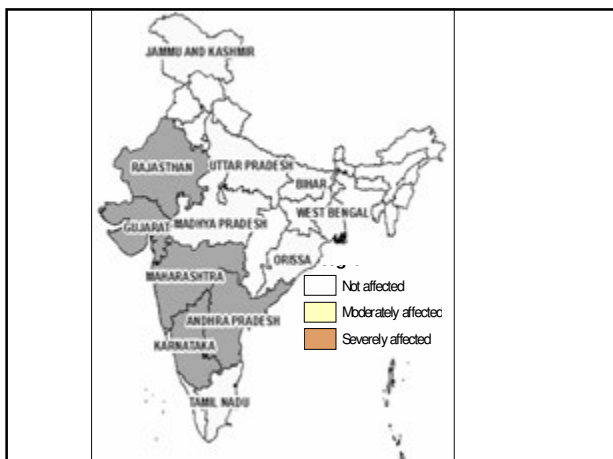 JAMMU AND KASHMIR
RAJASTHAN
UTTAR PRADESH
BIHAR
WEST BENGAL
GUJARAT
MADHYA PRADESH
ORISSA
MAHARASHTRA
Not affected
Moderately affected
ANDHRA PRADESH
Severely affected
KARNATAKA
TAMIL NADU